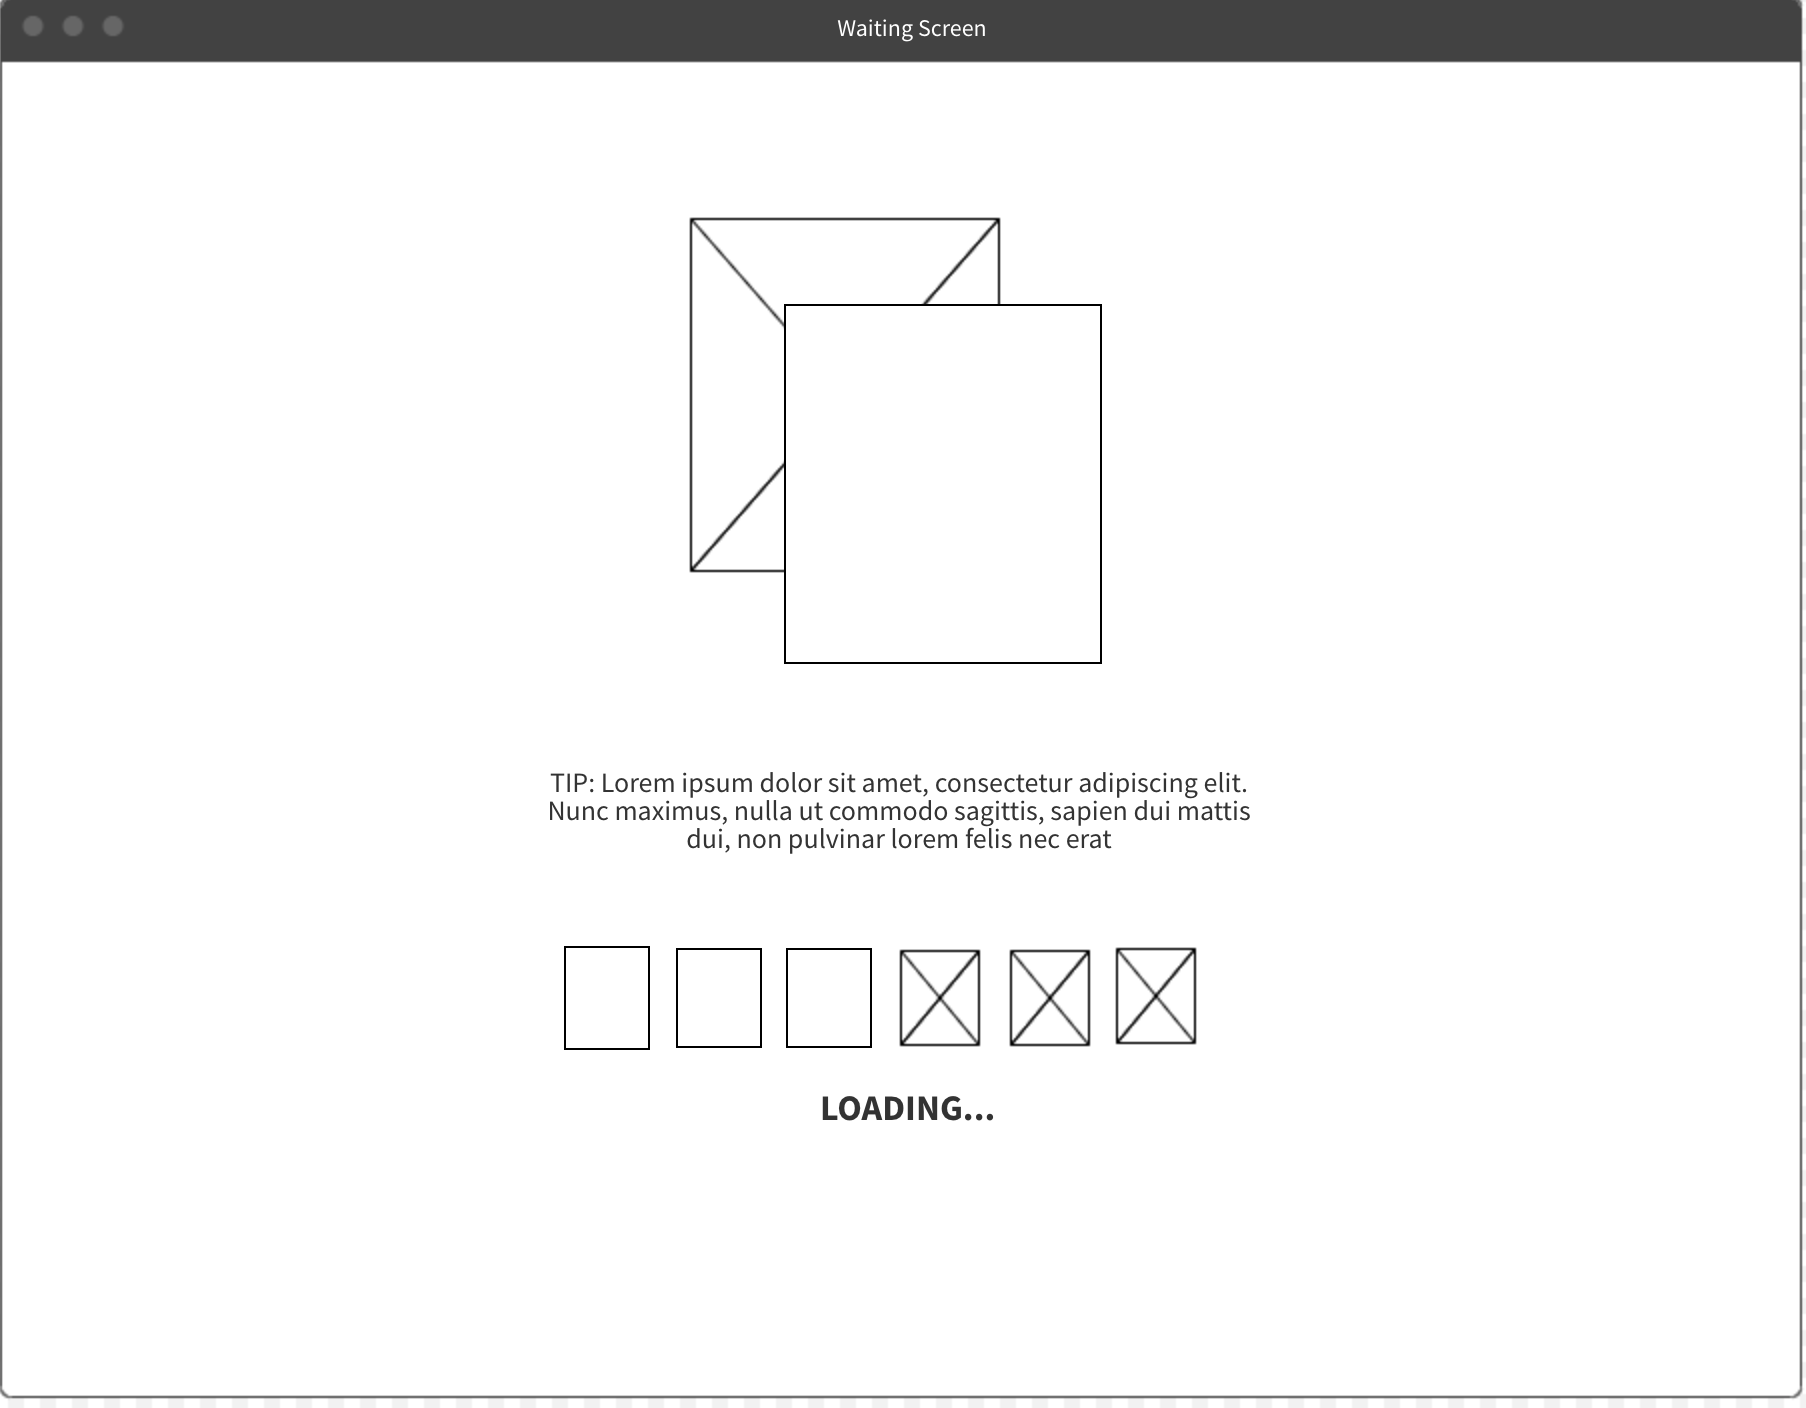 Waiting Screen
TIP: Lorem ipsum dolor sit amet, consectetur adipiscing elit.
Nunc maximus, nulla ut commodo sagittis, sapien dui mattis
dui, non pulvinar lorem felis nec erat
LOADING...